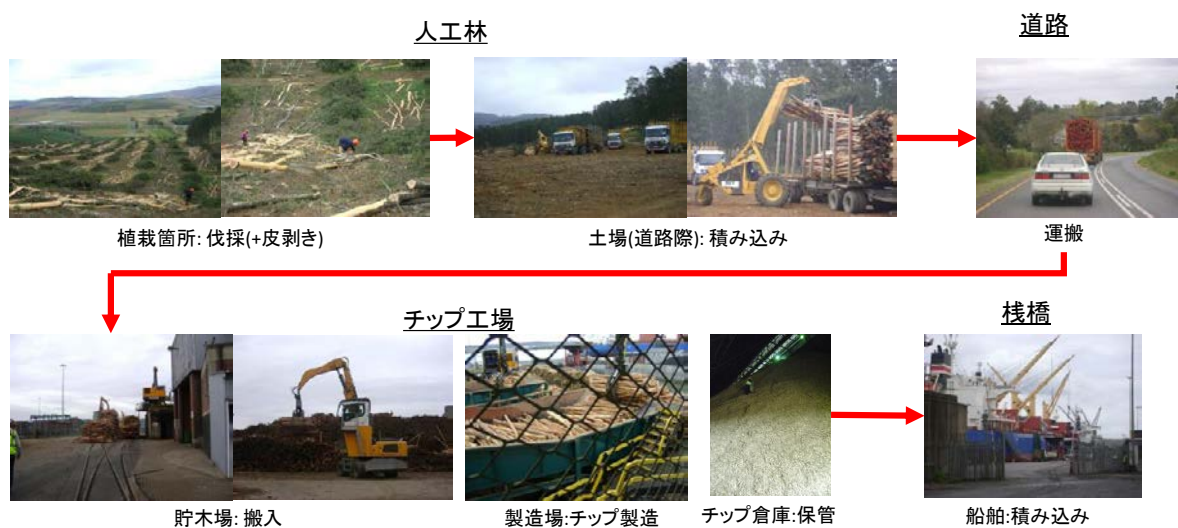 人工林
道路
植栽箇所: 伐採(+皮剥き)
土場(道路際): 積み込み
運搬
チップ工場
桟橋
貯木場: 搬入
製造場:チップ製造
チップ倉庫:保管
船舶:積み込み